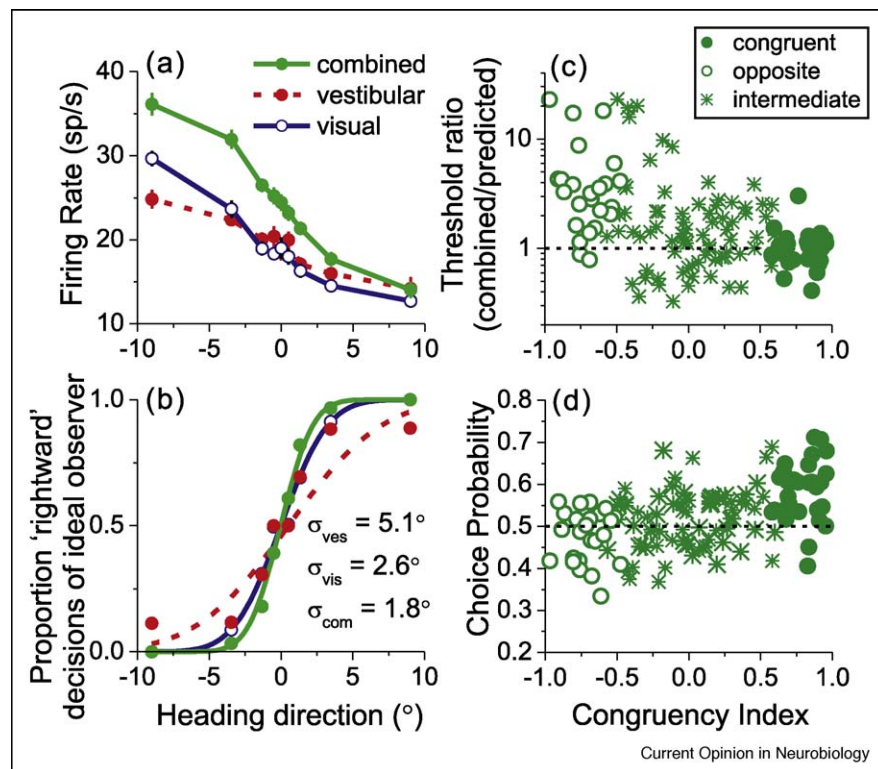 (a)
combined
vestibular
visual
Firing Rate (sp/s)
40
30
20
10
-10 -5 0 5 10
(c)
congruent
opposite
intermediate
Threshold ratio
(combined/predicted)
10
1
-1.0 -0.5 0.0 0.5 1.0
(b)
Proportion ‘rightward’
decisions of ideal observer
1.0
0.5
0.0
σves = 5.1°
σvis = 2.6°
σcom = 1.8°
-10 -5 0 5 10
Heading direction (°)
(d)
Choice Probability
0.8
0.7
0.6
0.5
0.4
0.3
0.2
-1.0 -0.5 0.0 0.5 1.0
Congruency Index
Current Opinion in Neurobiology